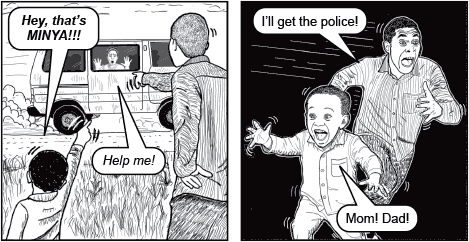 Hey, that's
MINYA!!!
Help me!
I'll get the police!
Mom! Dad!